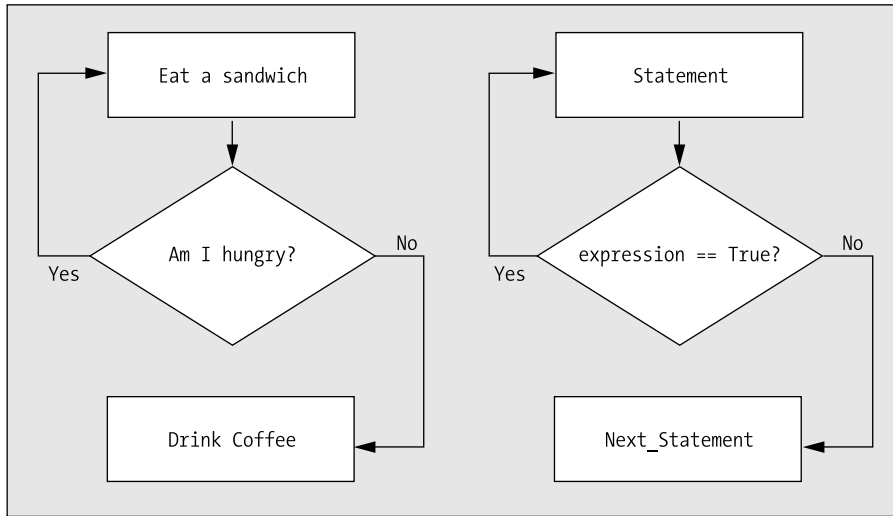 Eat a sandwich
Am I hungry?
Yes
No
Drink Coffee
Statement
expression == True?
Yes
No
Next_Statement